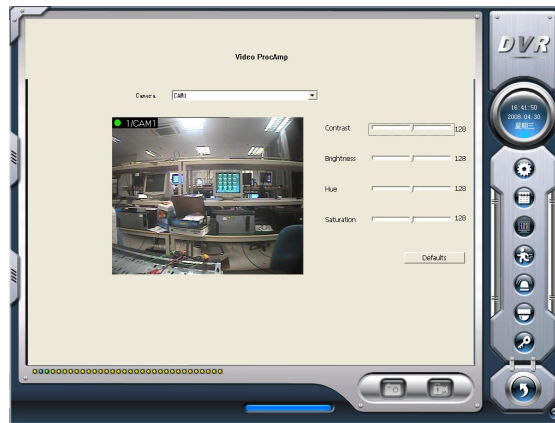 Video ProcAmp
DVR
Camera CAM1
16:41:50
2008.04.30
星期三
1/CAM1
Contrast 128
Brightness 128
Hue 128
Saturation 128
Defaults